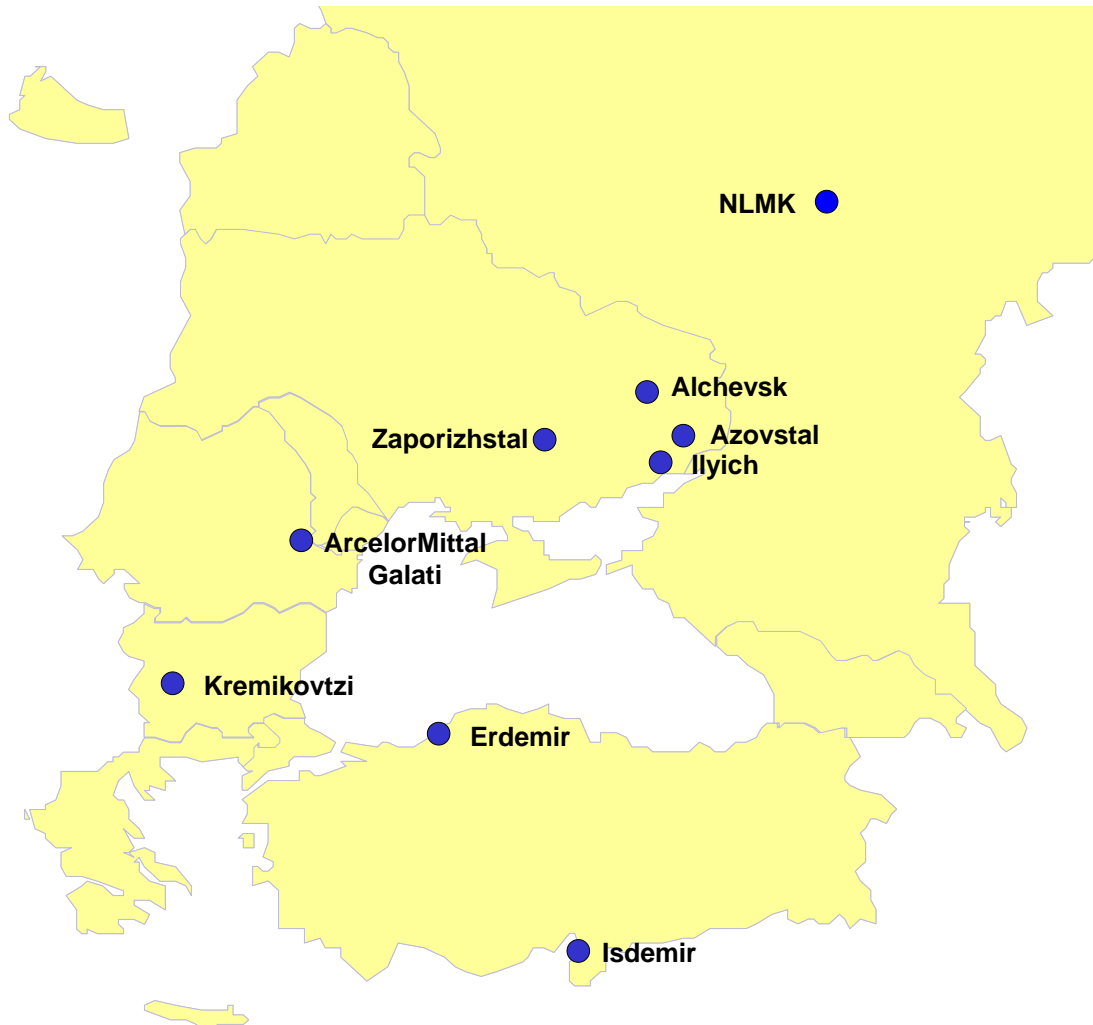 NLMK
Alchevsk
Zaporizhstal
Azovstal
Ilyich
ArcelorMittal
Galati
Kremikovtzi
Erdemir
Isdemir